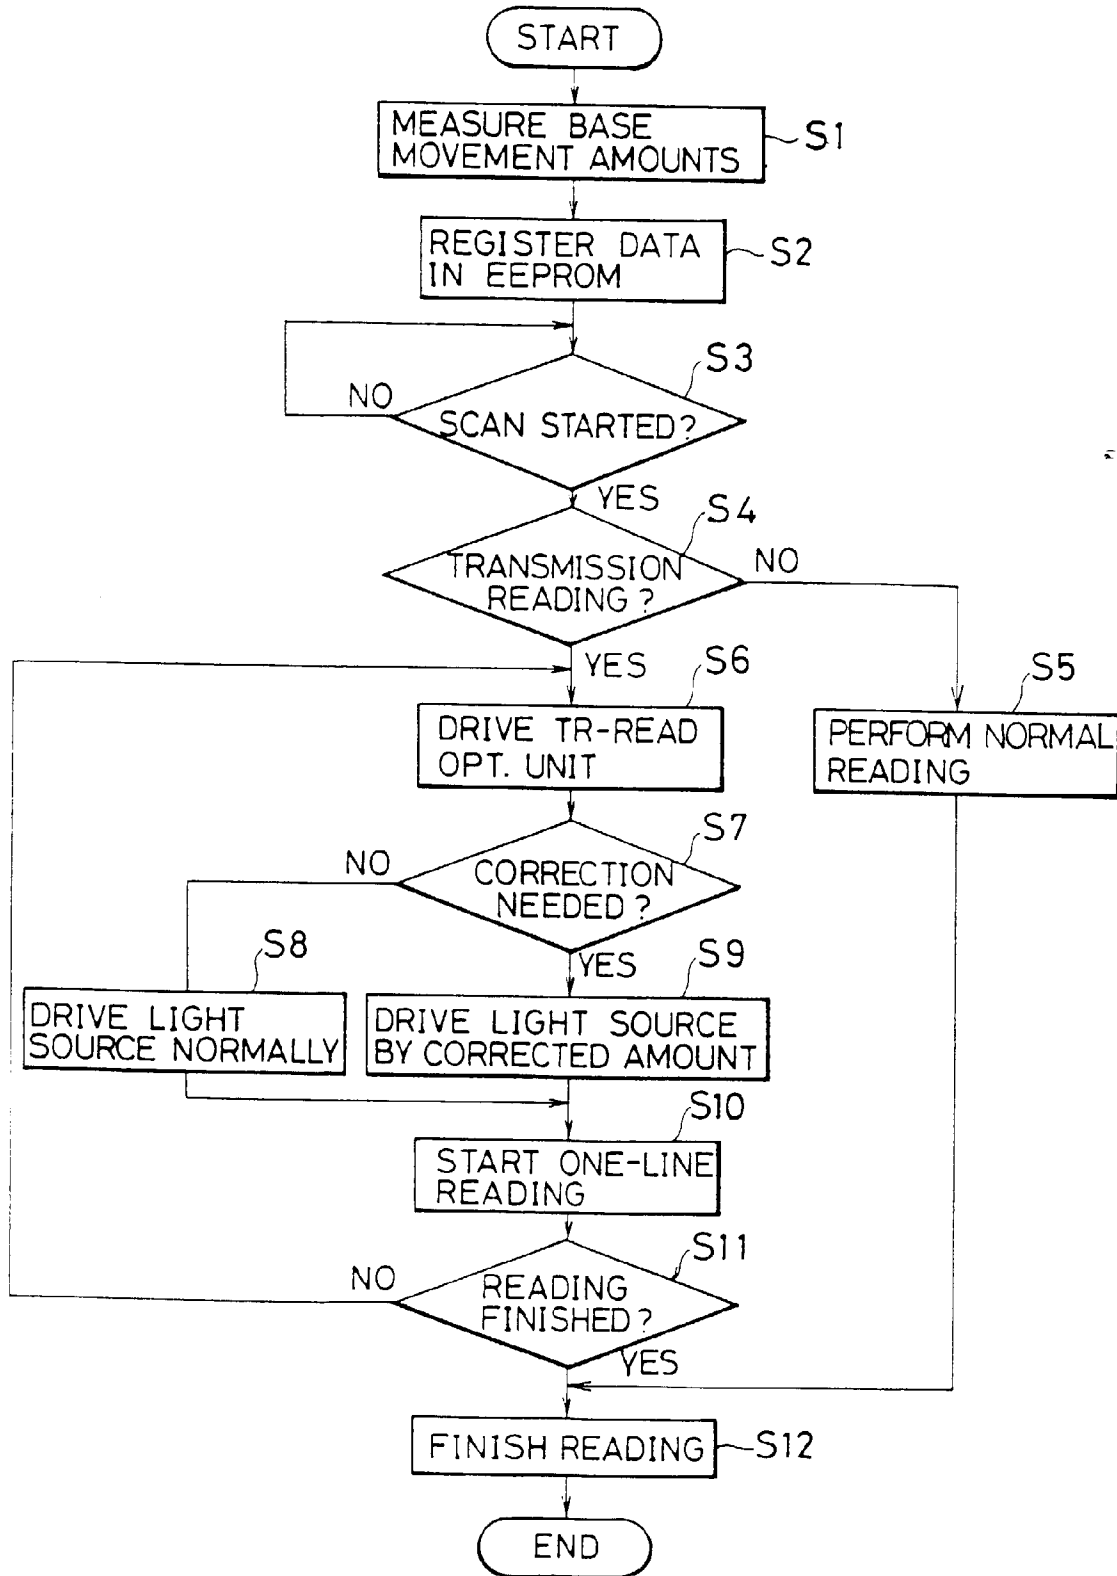 START
MEASURE BASE
MOVEMENT AMOUNTS
S1
REGISTER DATA
IN EEPROM
S2
S3
NO
SCAN STARTED?
YES
S4
TRANSMISSION
READING?
NO
YES
S6
DRIVE TR-READ
OPT. UNIT
S5
PERFORM NORMAL
READING
S7
NO
CORRECTION
NEEDED?
YES
S8
DRIVE LIGHT
SOURCE NORMALLY
S9
DRIVE LIGHT SOURCE
BY CORRECTED AMOUNT
S10
START ONE-LINE
READING
S11
NO
READING
FINISHED?
YES
FINISH READING
S12
END